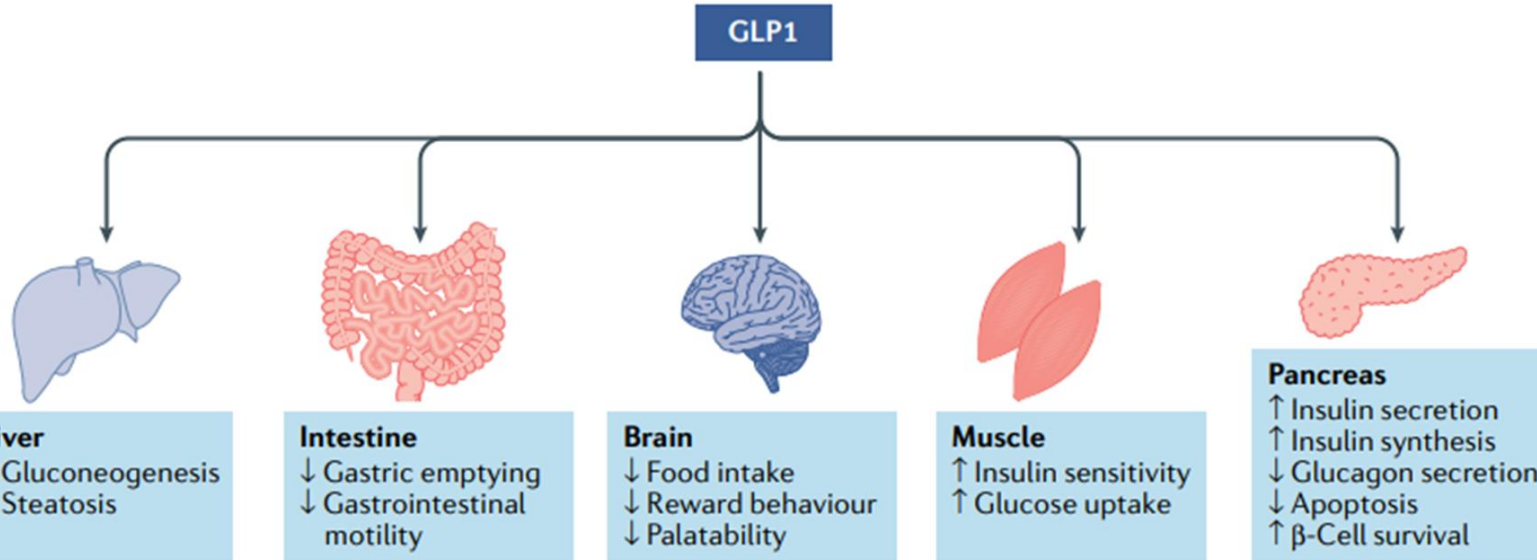 GLP1
iver
Gluconeogenesis
Steatosis
Intestine
↓ Gastric emptying
↓ Gastrointestinal
motility
Brain
↓ Food intake
↓ Reward behaviour
↓ Palatability
Muscle
↑ Insulin sensitivity
↑ Glucose uptake
Pancreas
↑ Insulin secretion
↑ Insulin synthesis
↓ Glucagon secretion
↓ Apoptosis
↑ β-Cell survival